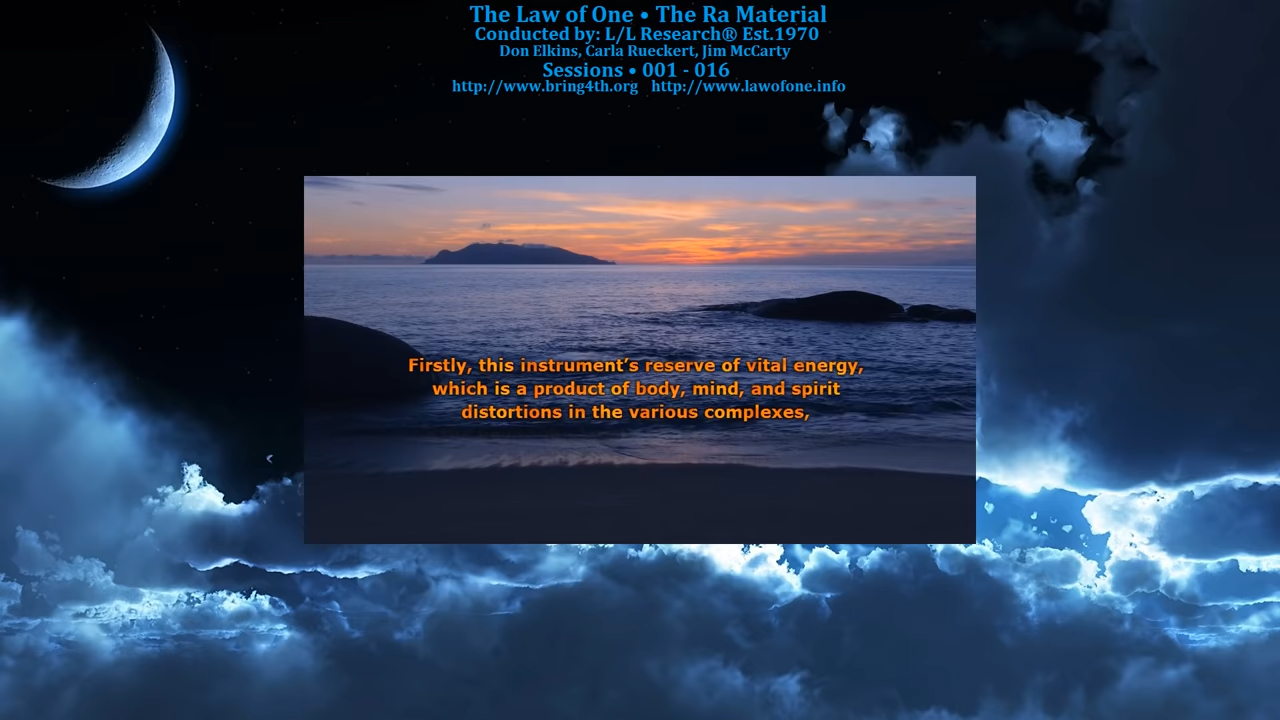 The Law of One • The Ra Material
Conducted by: L/L Research® Est.1970
Don Elkins, Carla Rueckert, Jim McCarty
Sessions • 001 - 016
http://www.bring4th.org http://www.lawofone.info
Firstly, this instrument’s reserve of vital energy,
which is a product of body, mind, and spirit
distortions in the various complexes,